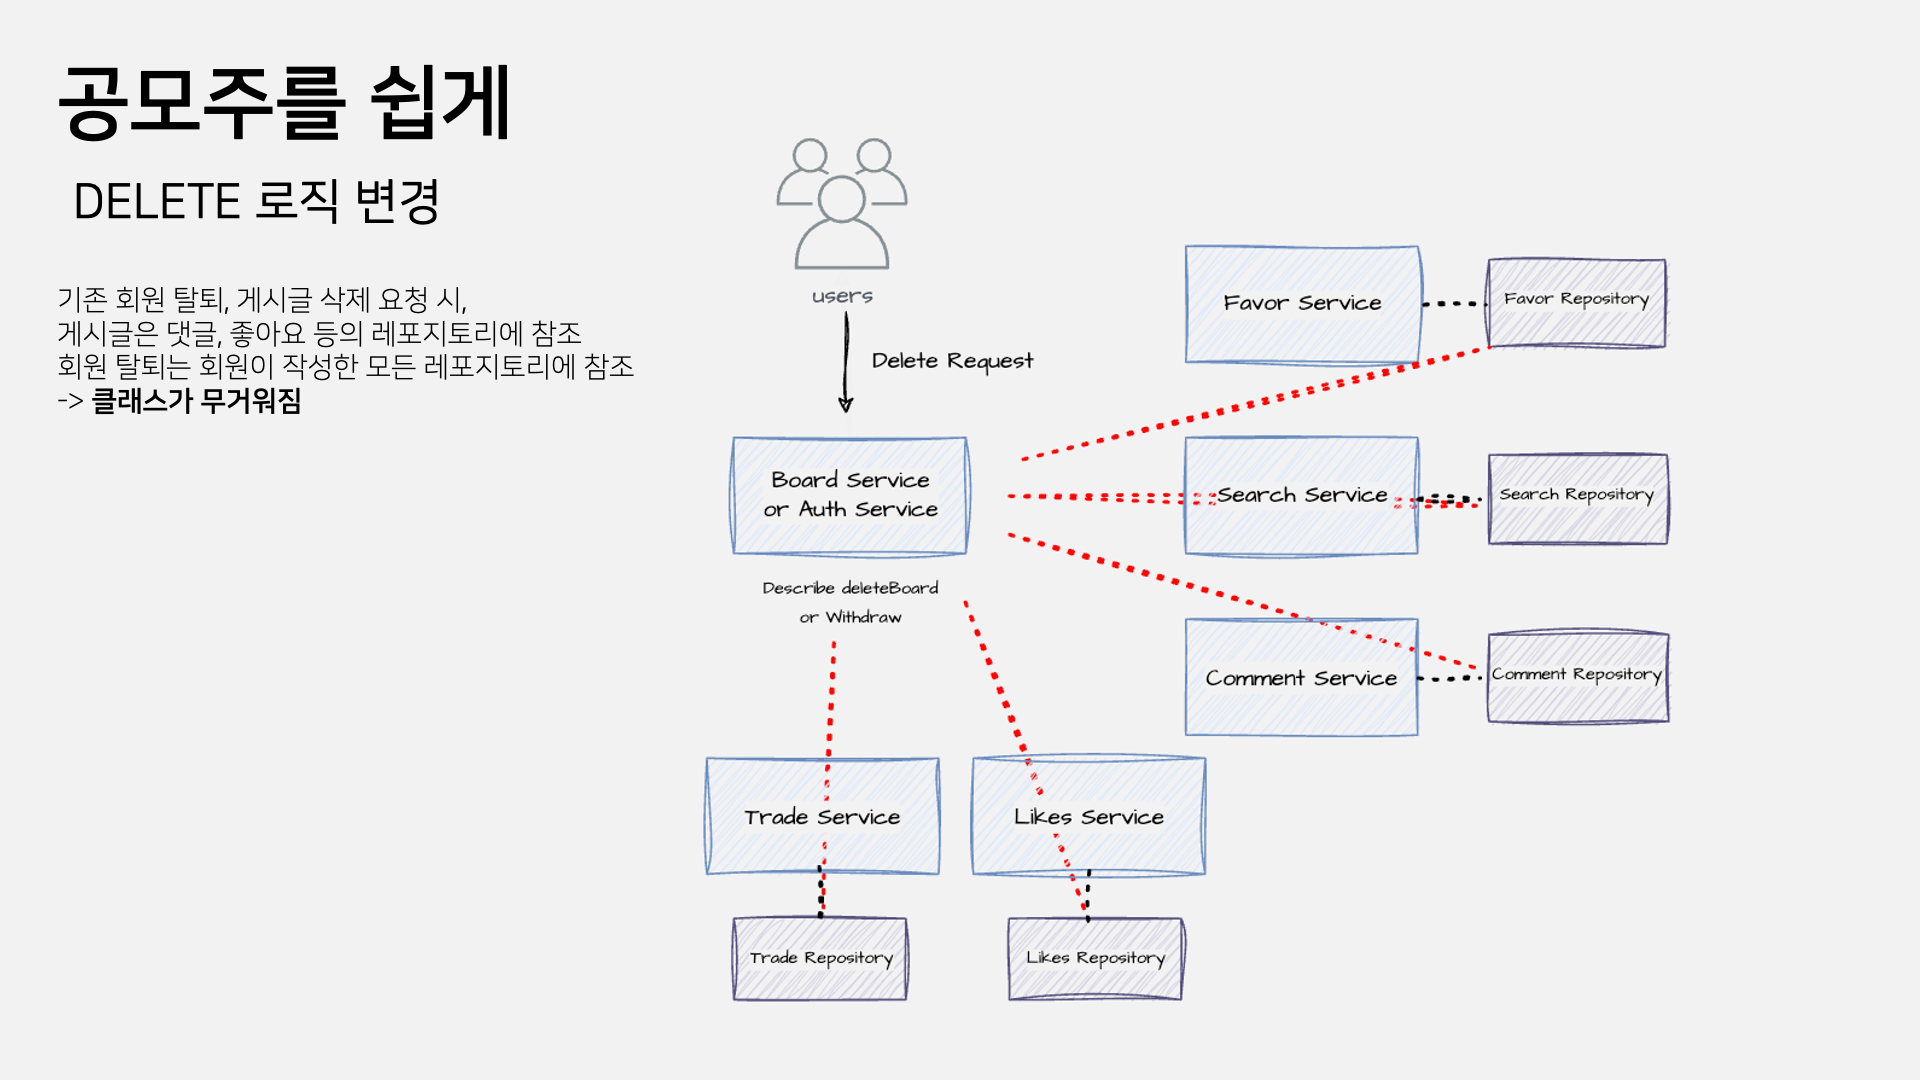 공모주를 쉽게
DELETE 로직 변경
기존 회원 탈퇴, 게시글 삭제 요청 시,
게시글은 댓글, 좋아요 등의 레포지토리에 참조
회원 탈퇴는 회원이 작성한 모든 레포지토리에 참조
-> 클래스가 무거워짐
users
Delete Request
Board Service
or Auth Service
Describe deleteBoard
or Withdraw
Favor Service
Favor Repository
Search Service
Search Repository
Comment Service
Comment Repository
Trade Service
Likes Service
Trade Repository
Likes Repository